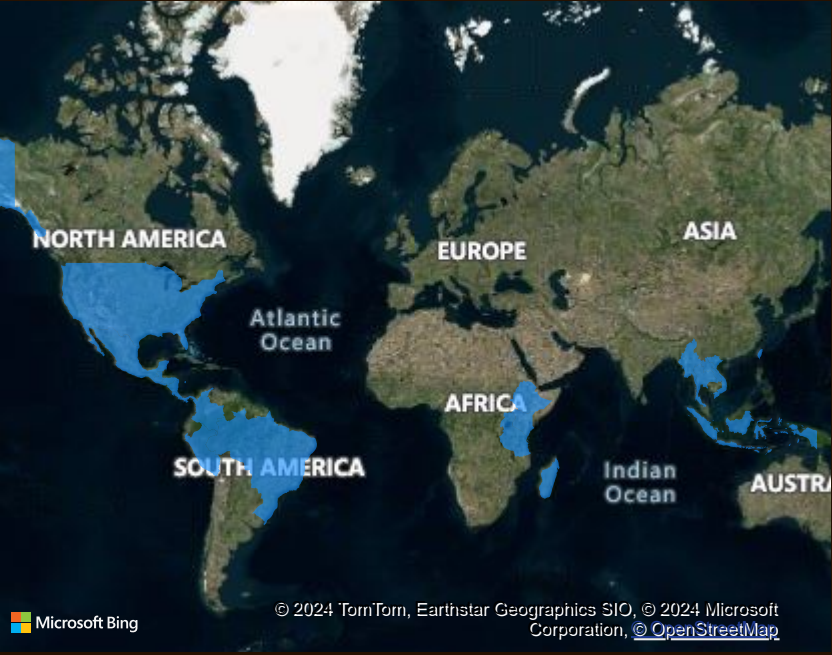 NORTH AMERICA
EUROPE
ASIA
Atlantic
Ocean
AFRICA
SOUTH AMERICA
Indian
Ocean
AUSTRA
© 2024 TomTom, Earthstar Geographics SIO, © 2024 Microsoft
Corporation, © OpenStreetMap
Microsoft Bing